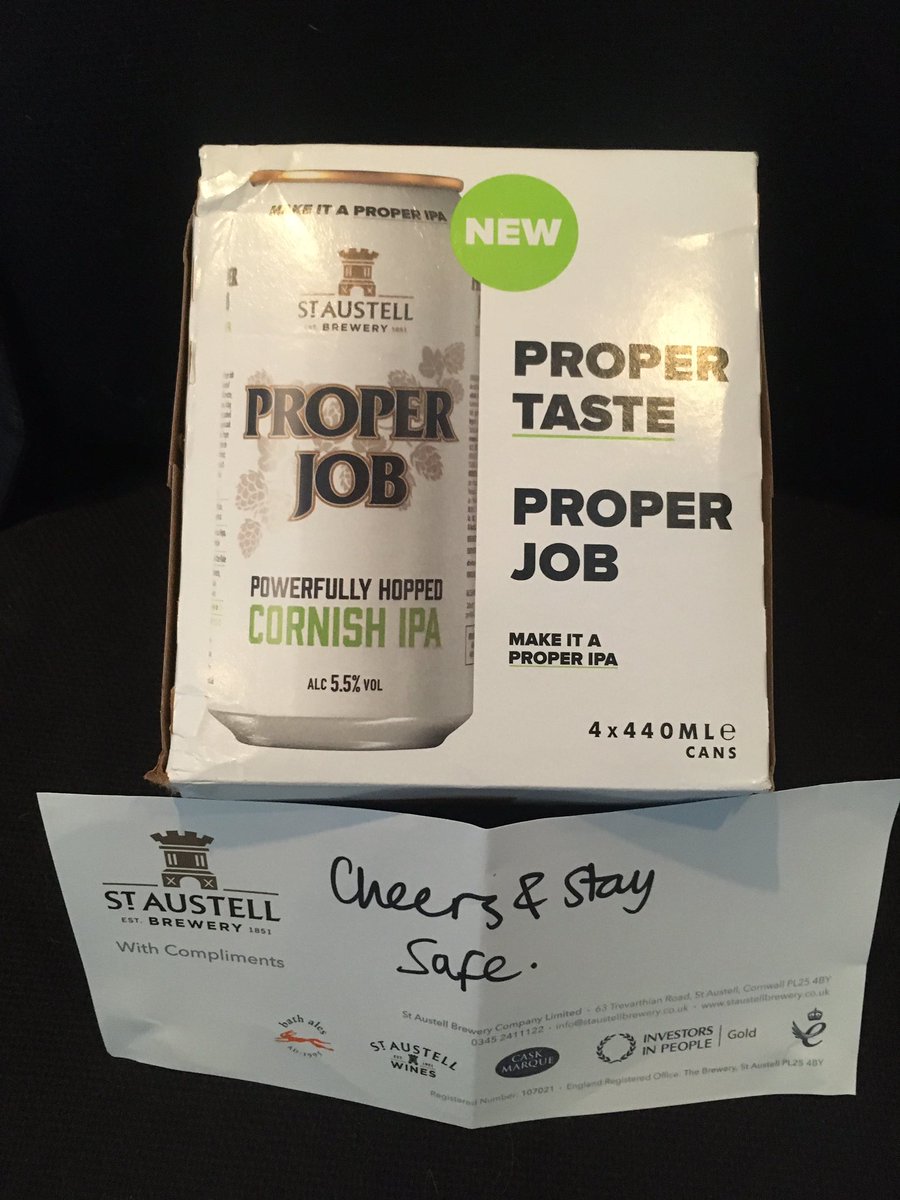 MAKE IT A PROPER IPA
NEW
ST AUSTELL
EST. BREWERY 1851
PROPER
JOB
POWERFULLY HOPPED
CORNISH IPA
ALC 5.5% VOL
PROPER
TASTE
PROPER
JOB
MAKE IT A
PROPER IPA
4 x 440MLe
CANS
ST AUSTELL
EST. BREWERY 1851
With Compliments
Cheers & Stay
Safe.
St Austell Brewery Company Limited · 63 Trevarthian Road, St Austell, Cornwall PL25 4BY
0345 2411122 · info@staustellbrewery.co.uk · www.staustellbrewery.co.uk
bath ales
ST AUSTELL
WINES
CASK
MARQUE
INVESTORS
IN PEOPLE
Gold
Registered Number: 107021 · England Registered Office: The Brewery, St Austell PL25 4BY